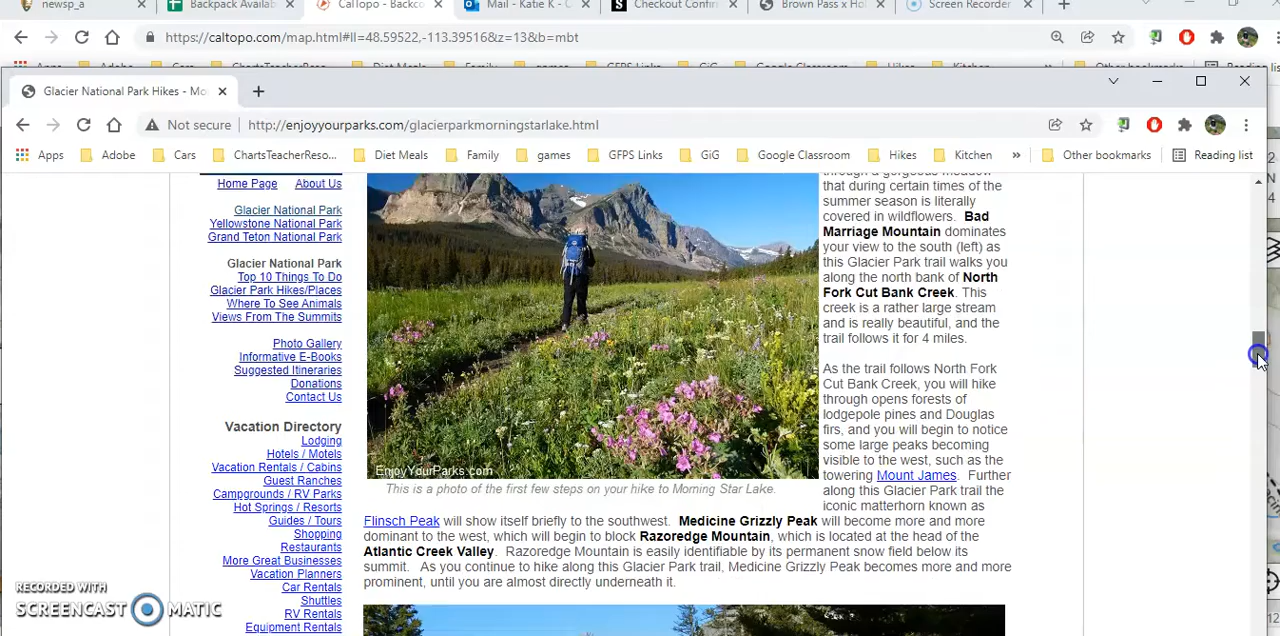 newsp_a
Backpack Availab
CalTopo - Backco
Mail - Katie K - O
Checkout Confi
Brown Pass x Ho
Screen Recorder
https://caltopo.com/map.html#ll=48.59522,-113.39516&z=13&b=mbt
Glacier National Park Hikes - Mo
Not secure http://enjoyyourparks.com/glacierparkmorningstarlake.html
Apps Adobe Cars ChartsTeacherReso... Diet Meals Family games GFPS Links GiG Google Classroom Hikes Kitchen » Other bookmarks Reading list
Home Page About Us
Glacier National Park
Yellowstone National Park
Grand Teton National Park
Glacier National Park
Top 10 Things To Do
Glacier Park Hikes/Places
Where To See Animals
Views From The Summits
Photo Gallery
Informative E-Books
Suggested Itineraries
Donations
Contact Us
Vacation Directory
Lodging
Hotels / Motels
Vacation Rentals / Cabins
Guest Ranches
Campgrounds / RV Parks
Hot Springs / Resorts
Guides / Tours
Shopping
Restaurants
More Great Businesses
Vacation Planners
Car Rentals
Shuttles
RV Rentals
Equipment Rentals
through a gorgeous meadow
that during certain times of the
summer season is literally
covered in wildflowers. Bad
Marriage Mountain dominates
your view to the south (left) as
this Glacier Park trail walks you
along the north bank of North
Fork Cut Bank Creek. This
creek is a rather large stream
and is really beautiful, and the
trail follows it for 4 miles.
As the trail follows North Fork
Cut Bank Creek, you will hike
through opens forests of
lodgepole pines and Douglas
firs, and you will begin to notice
some large peaks becoming
visible to the west, such as the
towering Mount James. Further
along this Glacier Park trail the
iconic matterhorn known as
EnjoyYourParks.com
This is a photo of the first few steps on your hike to Morning Star Lake.
Flinsch Peak will show itself briefly to the southwest. Medicine Grizzly Peak will become more and more
dominant to the west, which will begin to block Razoredge Mountain, which is located at the head of the
Atlantic Creek Valley. Razoredge Mountain is easily identifiable by its permanent snow field below its
summit. As you continue to hike along this Glacier Park trail, Medicine Grizzly Peak becomes more and more
prominent, until you are almost directly underneath it.
RECORDED WITH
SCREENCAST MATIC